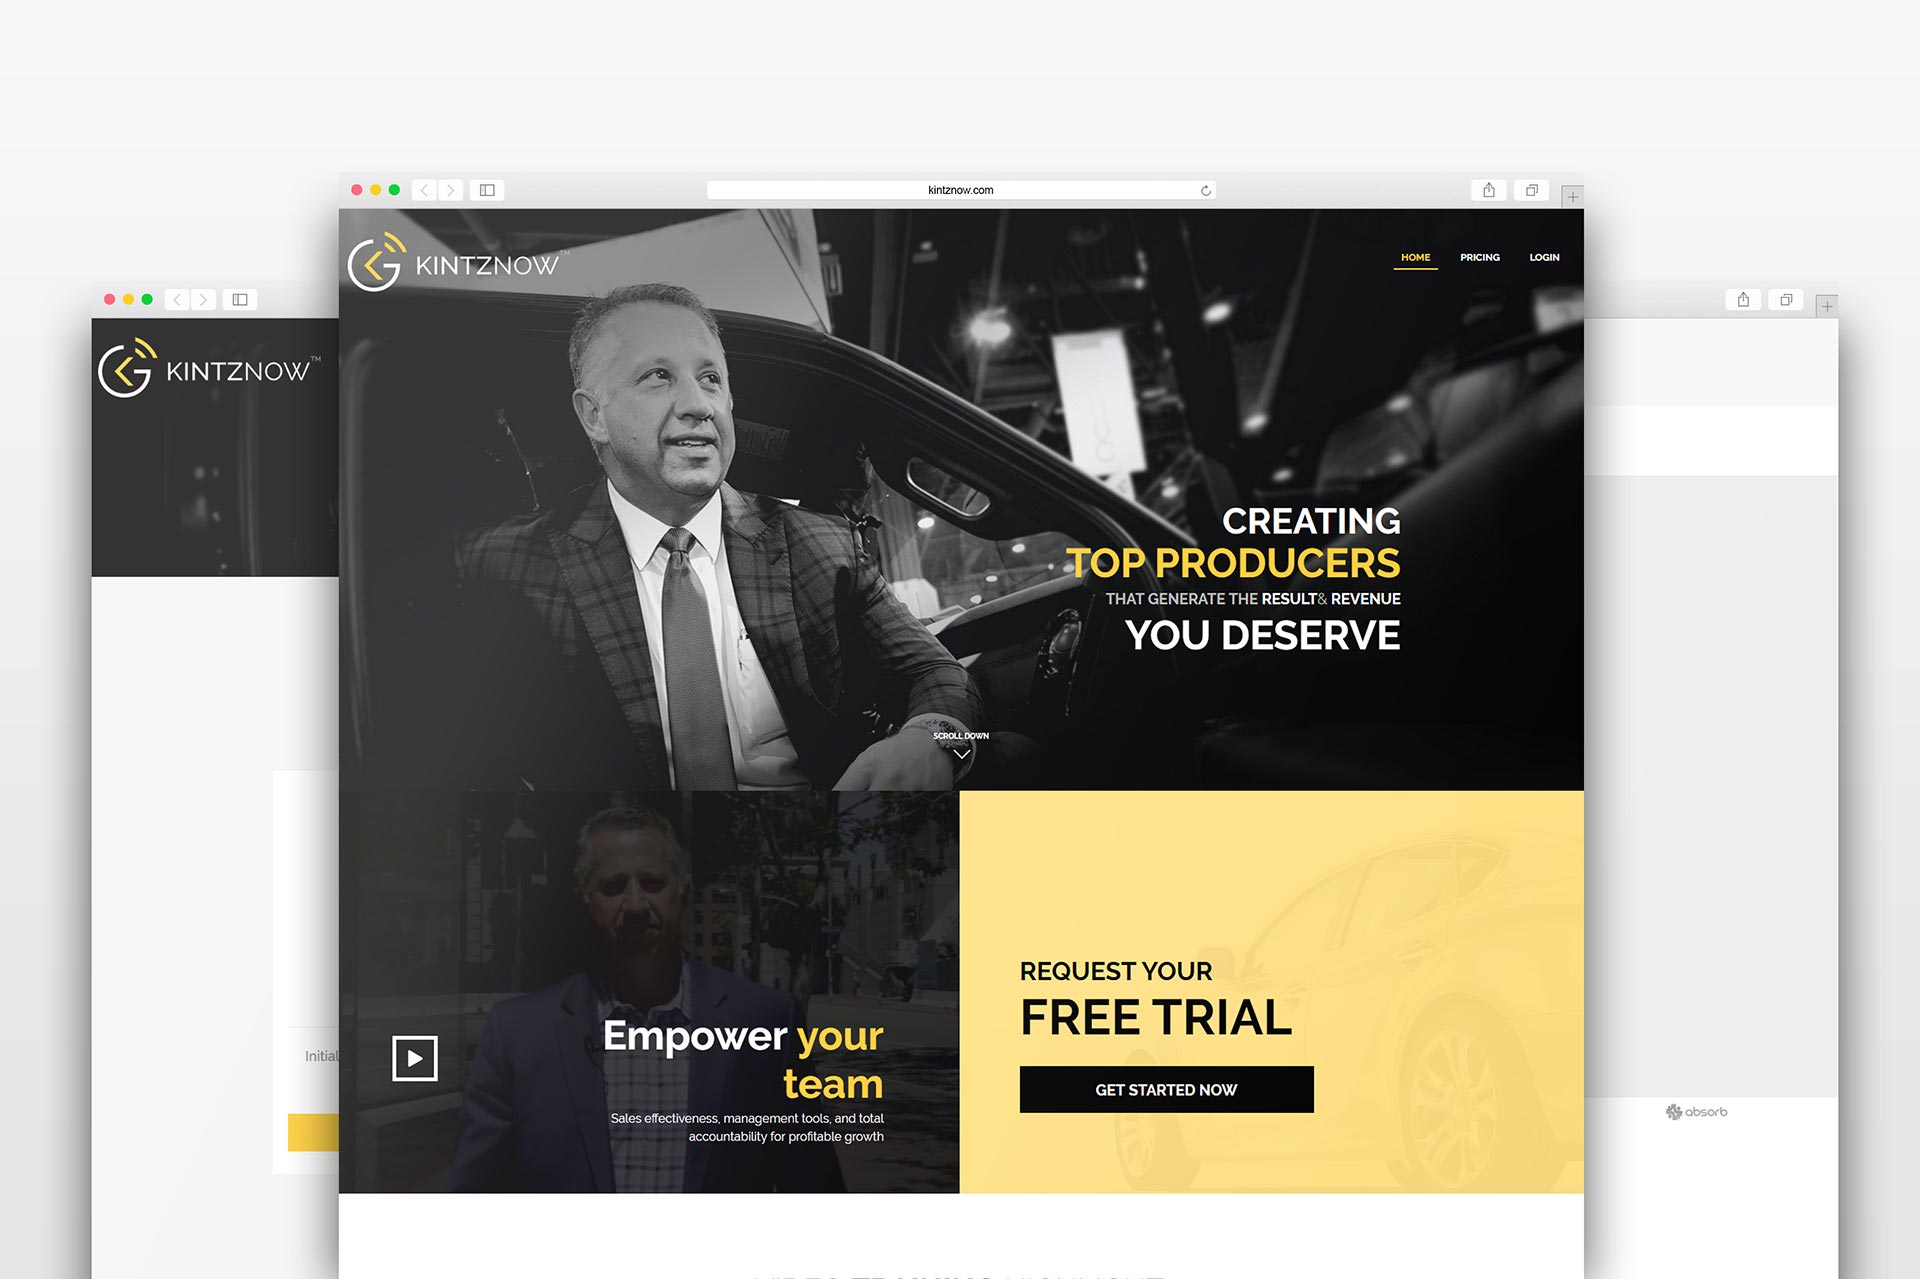 kintznow.com
KINTZNOW™
HOME PRICING LOGIN
KINTZNOW™
CREATING
TOP PRODUCERS
THAT GENERATE THE RESULT& REVENUE
YOU DESERVE
SCROLL DOWN
Empower your
team
Sales effectiveness, management tools, and total
accountability for profitable growth
REQUEST YOUR
FREE TRIAL
GET STARTED NOW
Initial
absorb